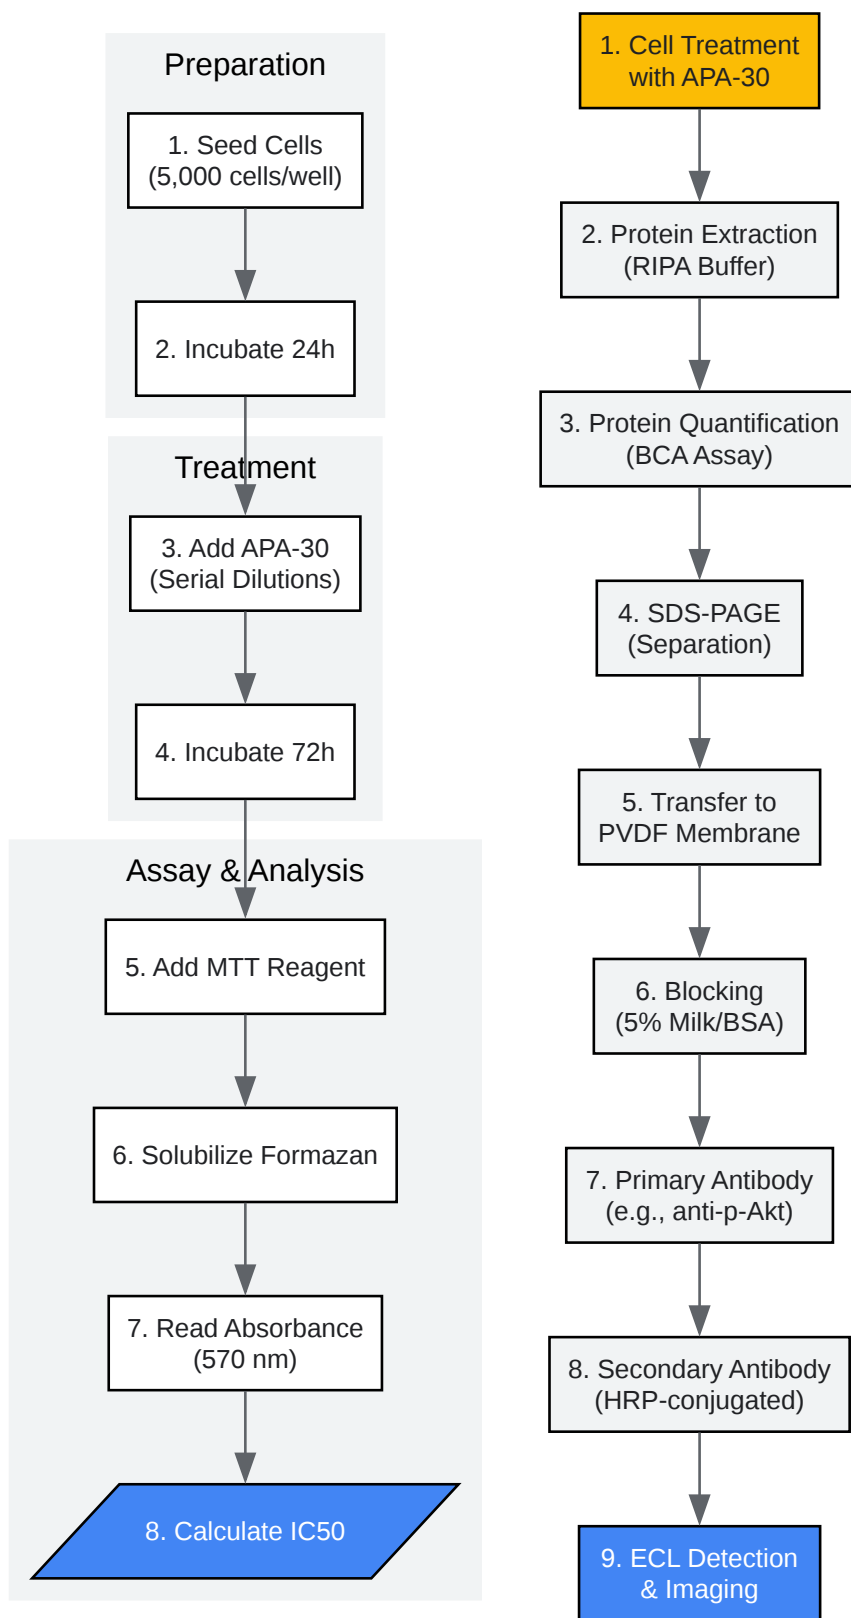 Preparation
1. Seed Cells
(5,000 cells/well)
2. Incubate 24h
Treatment
3. Add APA-30
(Serial Dilutions)
4. Incubate 72h
Assay & Analysis
5. Add MTT Reagent
6. Solubilize Formazan
7. Read Absorbance
(570 nm)
8. Calculate IC50
1. Cell Treatment
with APA-30
2. Protein Extraction
(RIPA Buffer)
3. Protein Quantification
(BCA Assay)
4. SDS-PAGE
(Separation)
5. Transfer to
PVDF Membrane
6. Blocking
(5% Milk/BSA)
7. Primary Antibody
(e.g., anti-p-Akt)
8. Secondary Antibody
(HRP-conjugated)
9. ECL Detection
& Imaging